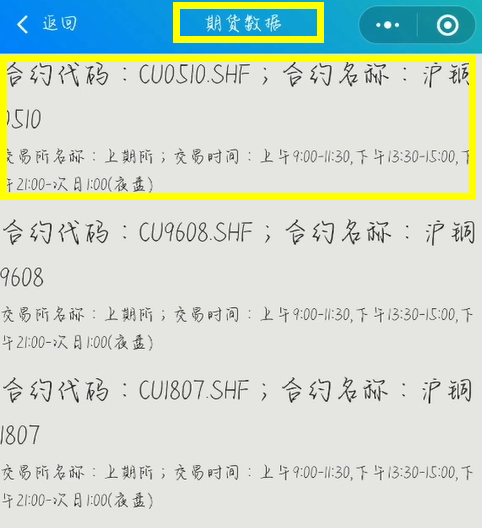 返回
期货数据
合约代码：CU0510.SHF；合约名称：沪铜
0510
交易所名称：上期所；交易时间：上午9:00-11:30,下午13:30-15:00,下
午21:00-次日1:00(夜盘)
合约代码：CU9608.SHF；合约名称：沪铜
9608
交易所名称：上期所；交易时间：上午9:00-11:30,下午13:30-15:00,下
午21:00-次日1:00(夜盘)
合约代码：CU1807.SHF；合约名称：沪铜
1807
交易所名称：上期所；交易时间：上午9:00-11:30,下午13:30-15:00,下
午21:00-次日1:00(夜盘)